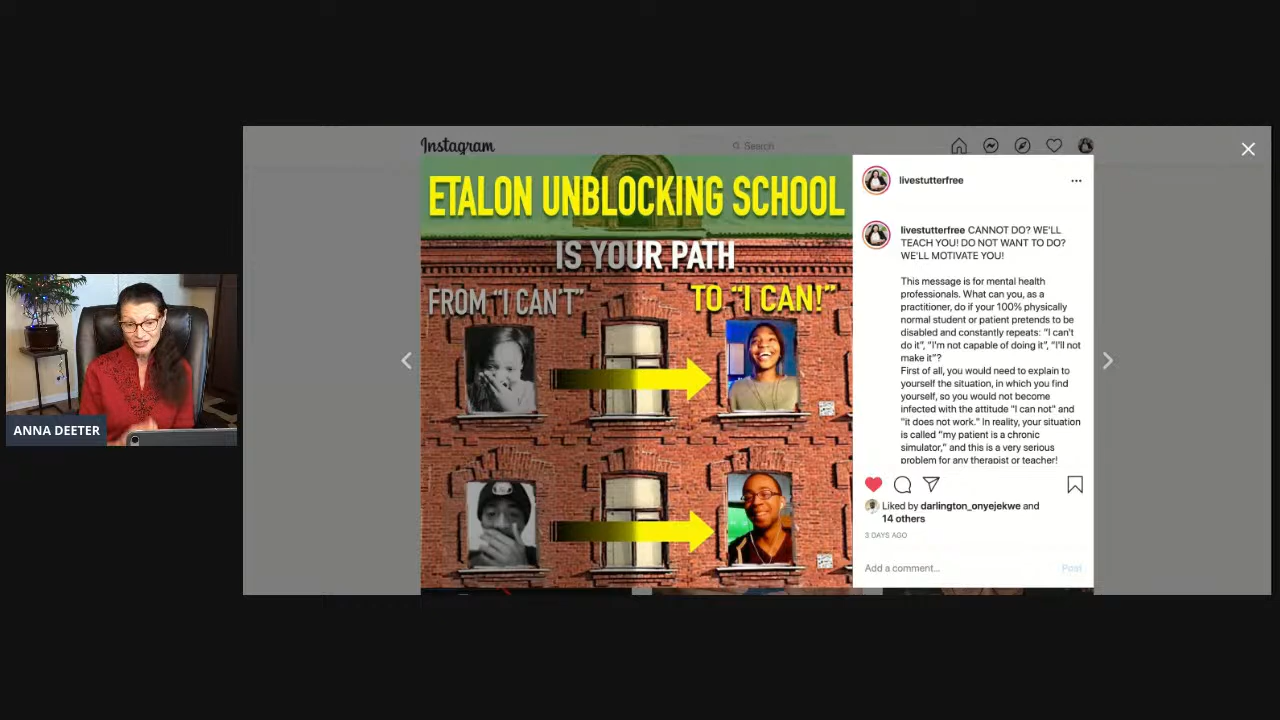 Instagram
Search
ETALON UNBLOCKING SCHOOL
IS YOUR PATH
FROM "I CAN'T"
TO "I CAN!"
ANNA DEETER
livestutterfree
livestutterfree CANNOT DO? WE'LL
TEACH YOU! DO NOT WANT TO DO?
WE'LL MOTIVATE YOU!
This message is for mental health
professionals. What can you, as a
practitioner, do if your 100% physically
normal student or patient pretends to be
disabled and constantly repeats: "I can't
do it", "I'm not capable of doing it", "I'll not
make it"?
First of all, you would need to explain to
yourself the situation, in which you find
yourself, so you would not become
infected with the attitude "I can not" and
"it does not work." In reality, your situation
is called "my patient is a chronic
simulator," and this is a very serious
problem for any therapist or teacher!
Liked by darlington_onyejekwe and
14 others
3 DAYS AGO
Add a comment...
Post